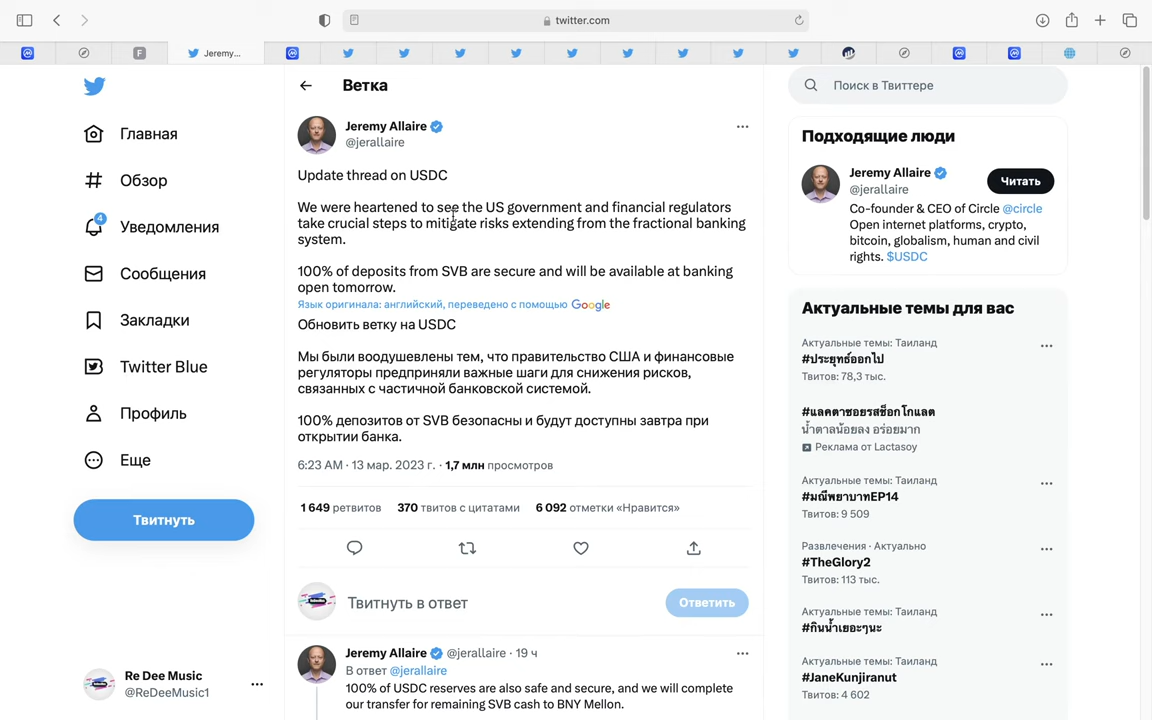 twitter.com
F
Jeremy...
Главная
Обзор
4
Уведомления
Сообщения
Закладки
Twitter Blue
Профиль
Еще
Твитнуть
Re Dee Music
@ReDeeMusic1
Ветка
Jeremy Allaire
@jerallaire
Update thread on USDC
We were heartened to see the US government and financial regulators
take crucial steps to mitigate risks extending from the fractional banking
system.
100% of deposits from SVB are secure and will be available at banking
open tomorrow.
Язык оригинала: английский, переведено с помощью Google
Обновить ветку на USDC
Мы были воодушевлены тем, что правительство США и финансовые
регуляторы предприняли важные шаги для снижения рисков,
связанных с частичной банковской системой.
100% депозитов от SVB безопасны и будут доступны завтра при
открытии банка.
6:23 AM · 13 мар. 2023 г. · 1,7 млн просмотров
1 649 ретвитов 370 твитов с цитатами 6 092 отметки «Нравится»
Твитнуть в ответ
Ответить
Jeremy Allaire @jerallaire · 19 ч
В ответ @jerallaire
100% of USDC reserves are also safe and secure, and we will complete
our transfer for remaining SVB cash to BNY Mellon.
Поиск в Твиттере
Подходящие люди
Jeremy Allaire
@jerallaire
Читать
Co-founder & CEO of Circle @circle
Open internet platforms, crypto,
bitcoin, globalism, human and civil
rights. $USDC
Актуальные темы для вас
Актуальные темы: Таиланд
#ประยุทธ์ออกไป
Твитов: 78,3 тыс.
#แลคตาซอยรสช็อกโกแลต
น้ำตาลน้อยลง อร่อยมาก
Реклама от Lactasoy
Актуальные темы: Таиланд
#มณีพยาบาทEP14
Твитов: 9 509
Развлечения · Актуально
#TheGlory2
Твитов: 113 тыс.
Актуальные темы: Таиланд
#กินน้ำเยอะๆนะ
Актуальные темы: Таиланд
#JaneKunjiranut
Твитов: 4 602